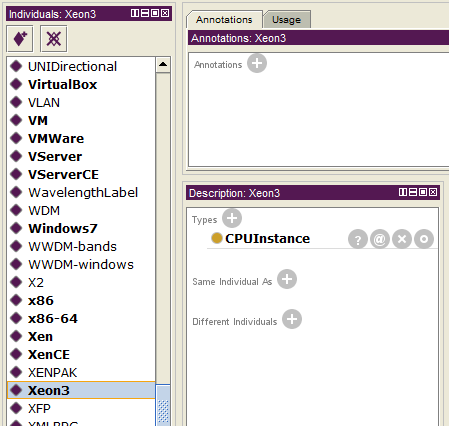 Individuals: Xeon3
UNIDirectional
VirtualBox
VLAN
VM
VMWare
VServer
VServerCE
WavelengthLabel
WDM
Windows7
WWDM-bands
WWDM-windows
X2
x86
x86-64
Xen
XenCE
XENPAK
Xeon3
XFP
Annotations Usage
Annotations: Xeon3
Annotations
Description: Xeon3
Types
CPUInstance
? @
Same Individual As
Different Individuals